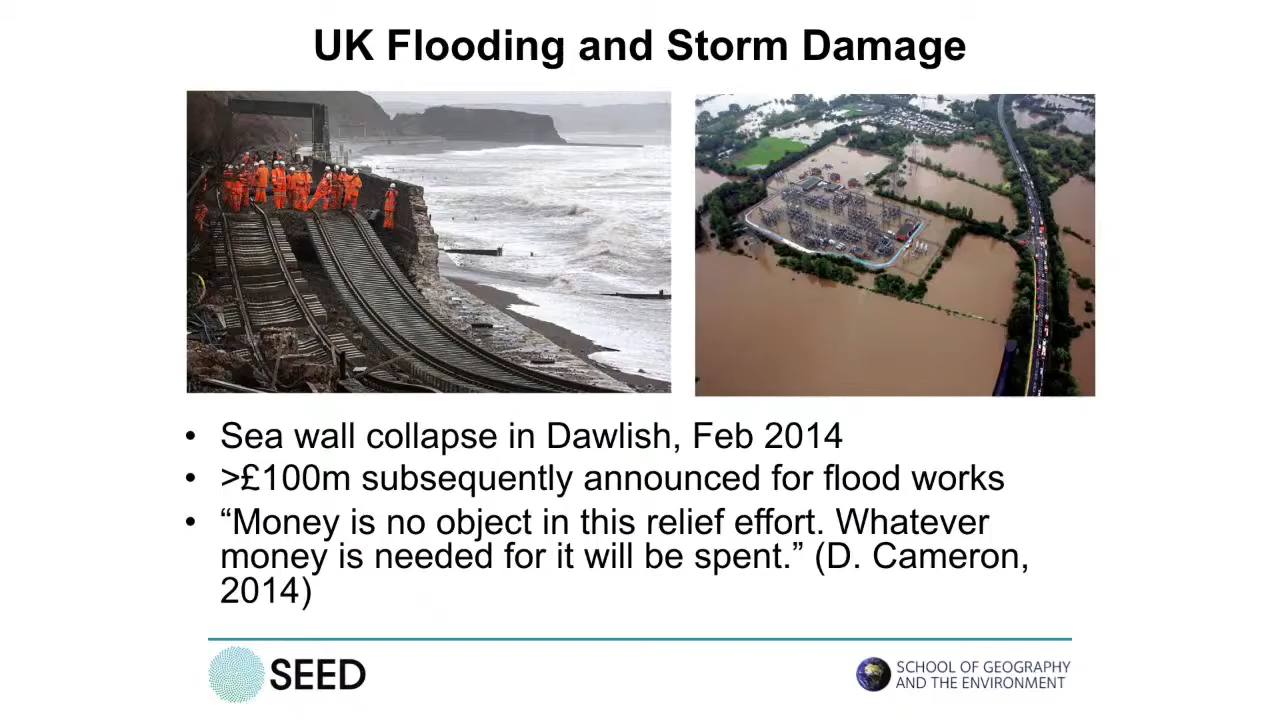 UK Flooding and Storm Damage
• Sea wall collapse in Dawlish, Feb 2014
• >£100m subsequently announced for flood works
• “Money is no object in this relief effort. Whatever
money is needed for it will be spent.” (D. Cameron,
2014)
SEED
SCHOOL OF GEOGRAPHY
AND THE ENVIRONMENT